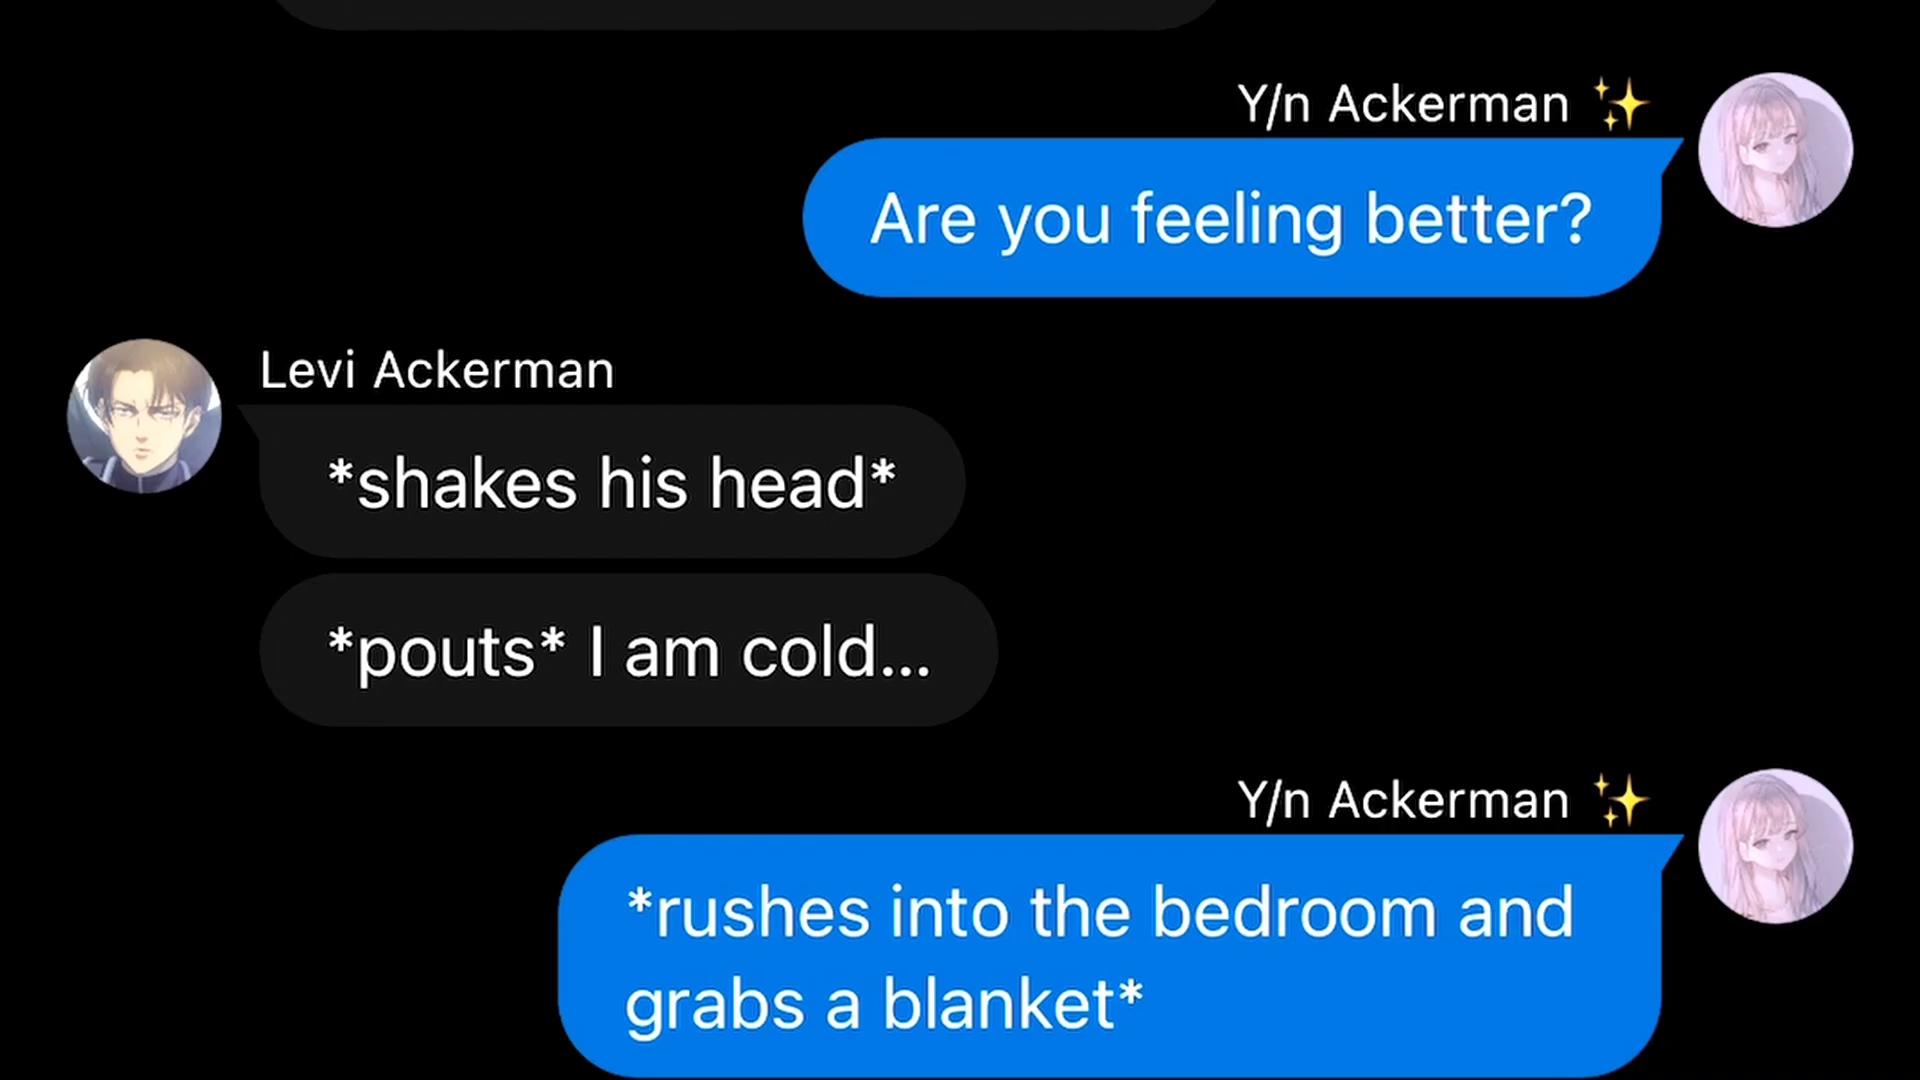 Y/n Ackerman ✨
Are you feeling better?
Levi Ackerman
*shakes his head*
*pouts* I am cold...
Y/n Ackerman ✨
*rushes into the bedroom and
grabs a blanket*